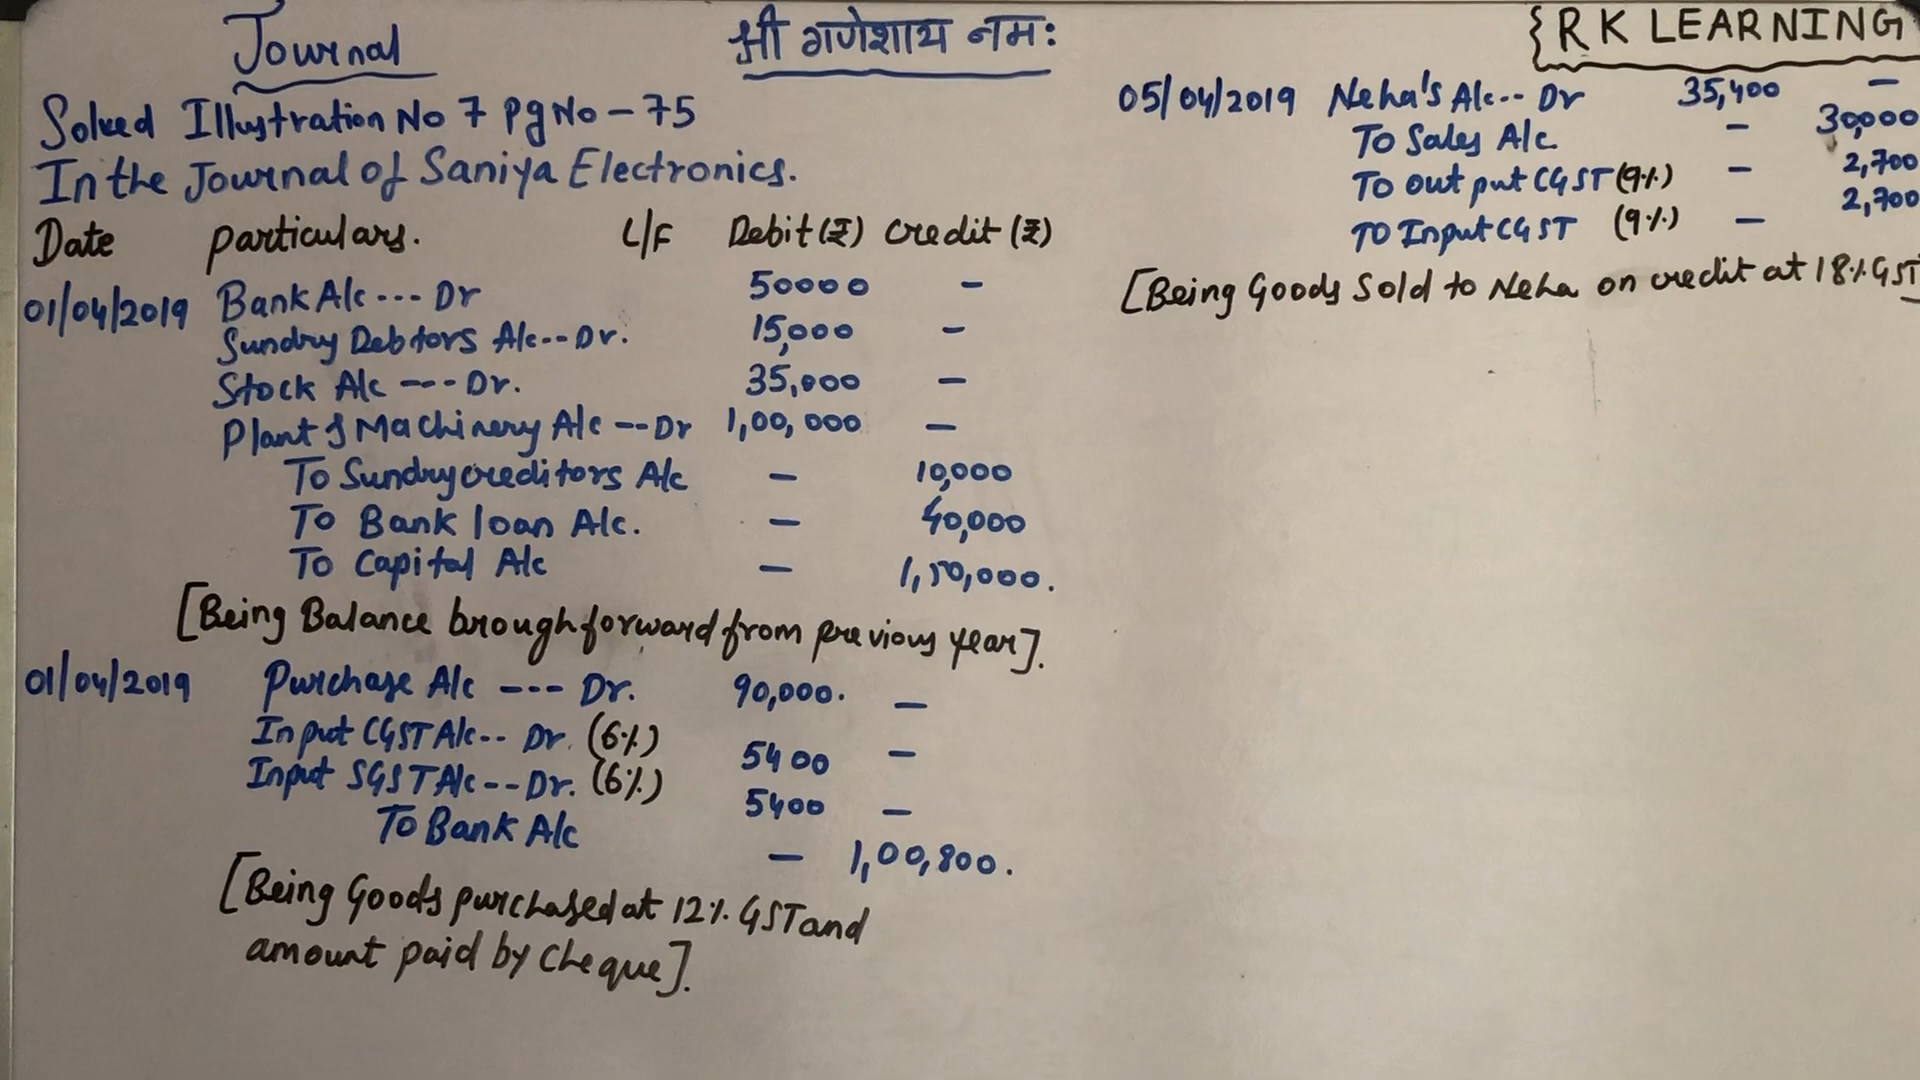 Journal
श्री गणेशाय नमः
{RK LEARNING
Solved Illustration No 7 pg No - 75
In the Journal of Saniya Electronics.
Date particulars. L/F Debit (₹) Credit (₹)
01/04/2019 Bank A/c --- Dr 50000 -
Sundry Debtors A/c -- Dr. 15,000 -
Stock A/c --- Dr. 35,000 -
Plant & Machinery A/c -- Dr 1,00,000 -
To Sundry creditors A/c - 10,000
To Bank loan A/c. - 40,000
To Capital A/c - 1,50,000.
[Being Balance brough forward from previous year].
01/04/2019 Purchase A/c --- Dr. 90,000. -
Input CGST A/c -- Dr. (6%) 5400 -
Input SGST A/c -- Dr. (6%) 5400 -
To Bank A/c - 1,00,800.
[Being Goods purchased at 12% GST and
amount paid by cheque].
05/04/2019 Neha's A/c -- Dr 35,400 -
To Sales A/c - 30,000
To out put CGST (9%) - 2,700
To Input CGST (9%) - 2,700
[Being Goods Sold to Neha on credit at 18% GST